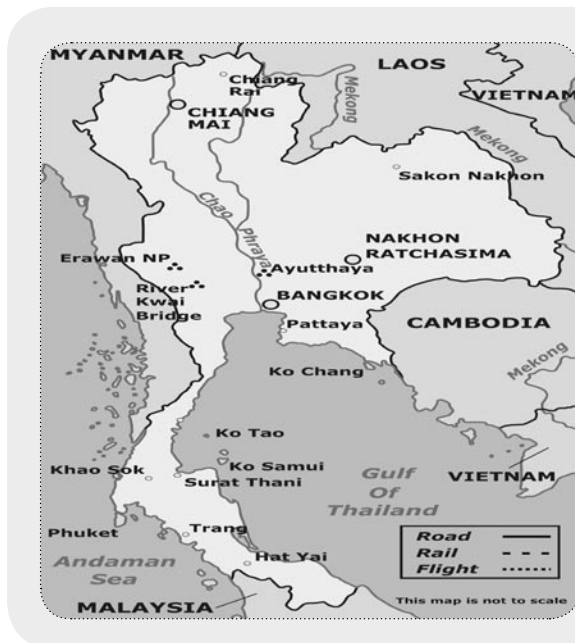 MYANMAR
LAOS
Chiang
Rai
Mekong
VIETNAM
CHIANG
MAI
Mekong
Sakon Nakhon
Chao
Phraya
NAKHON
RATCHASIMA
Erawan NP
Ayutthaya
River
Kwai
Bridge
BANGKOK
Pattaya
CAMBODIA
Mekong
Ko Chang
Ko Tao
Ko Samui
Khao Sok
Surat Thani
Gulf
Of
Thailand
VIETNAM
Phuket
Trang
Road
Rail
Flight
Andaman
Sea
Hat Yai
MALAYSIA
This map is not to scale